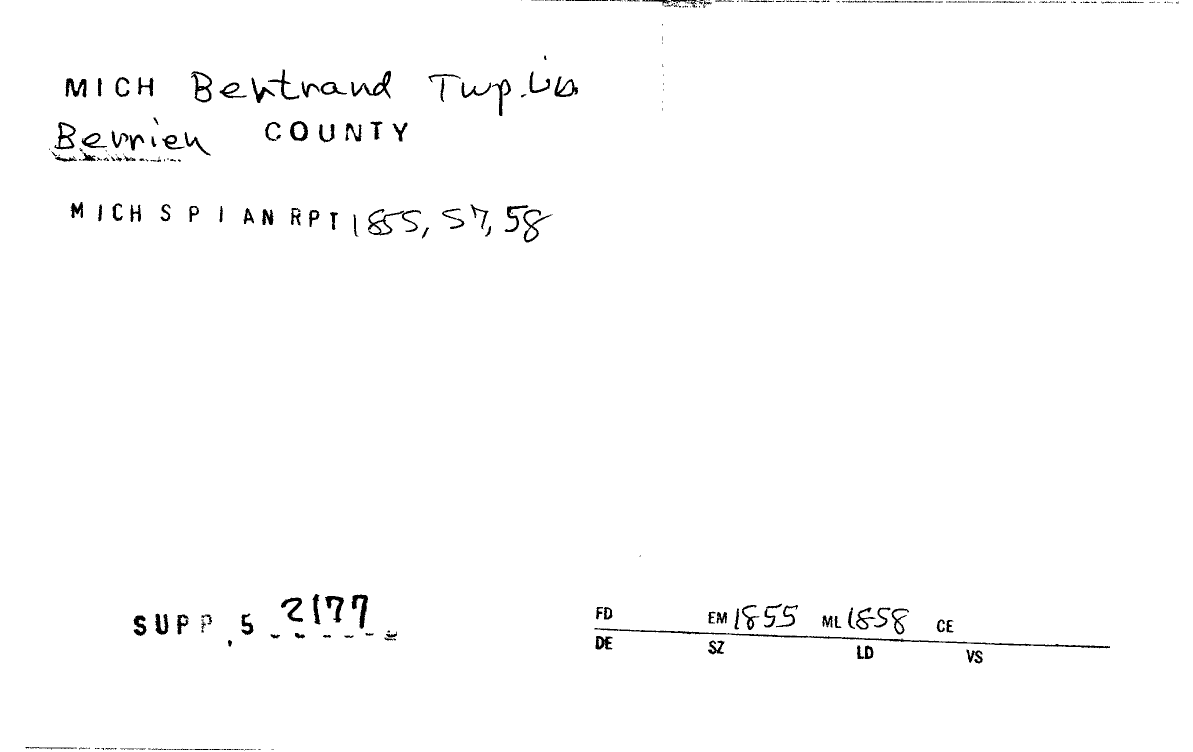 MICH Bertrand Twp. Lib
Berrien COUNTY
MICH S P I AN RPT 1855, 57, 58
SUPP. 5 2177
FD EM 1855 ML 1858 CE
DE SZ LD VS